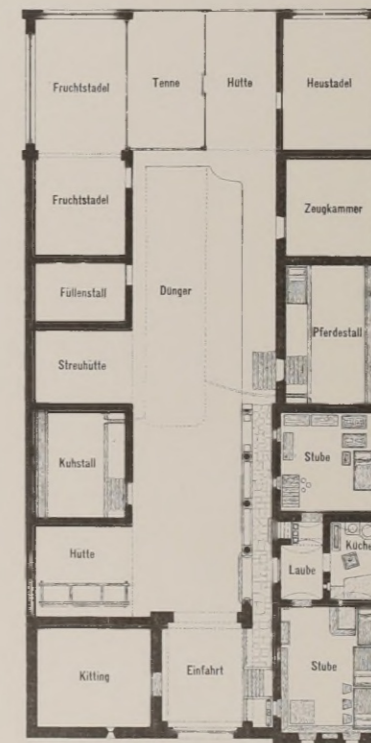 Fruchtstadel
Tenne
Hütte
Heustadel
Fruchtstadel
Zeugkammer
Füllenstall
Dünger
Pferdestall
Streuhütte
Kuhstall
Stube
Hütte
Laube
Küche
Kitting
Einfahrt
Stube